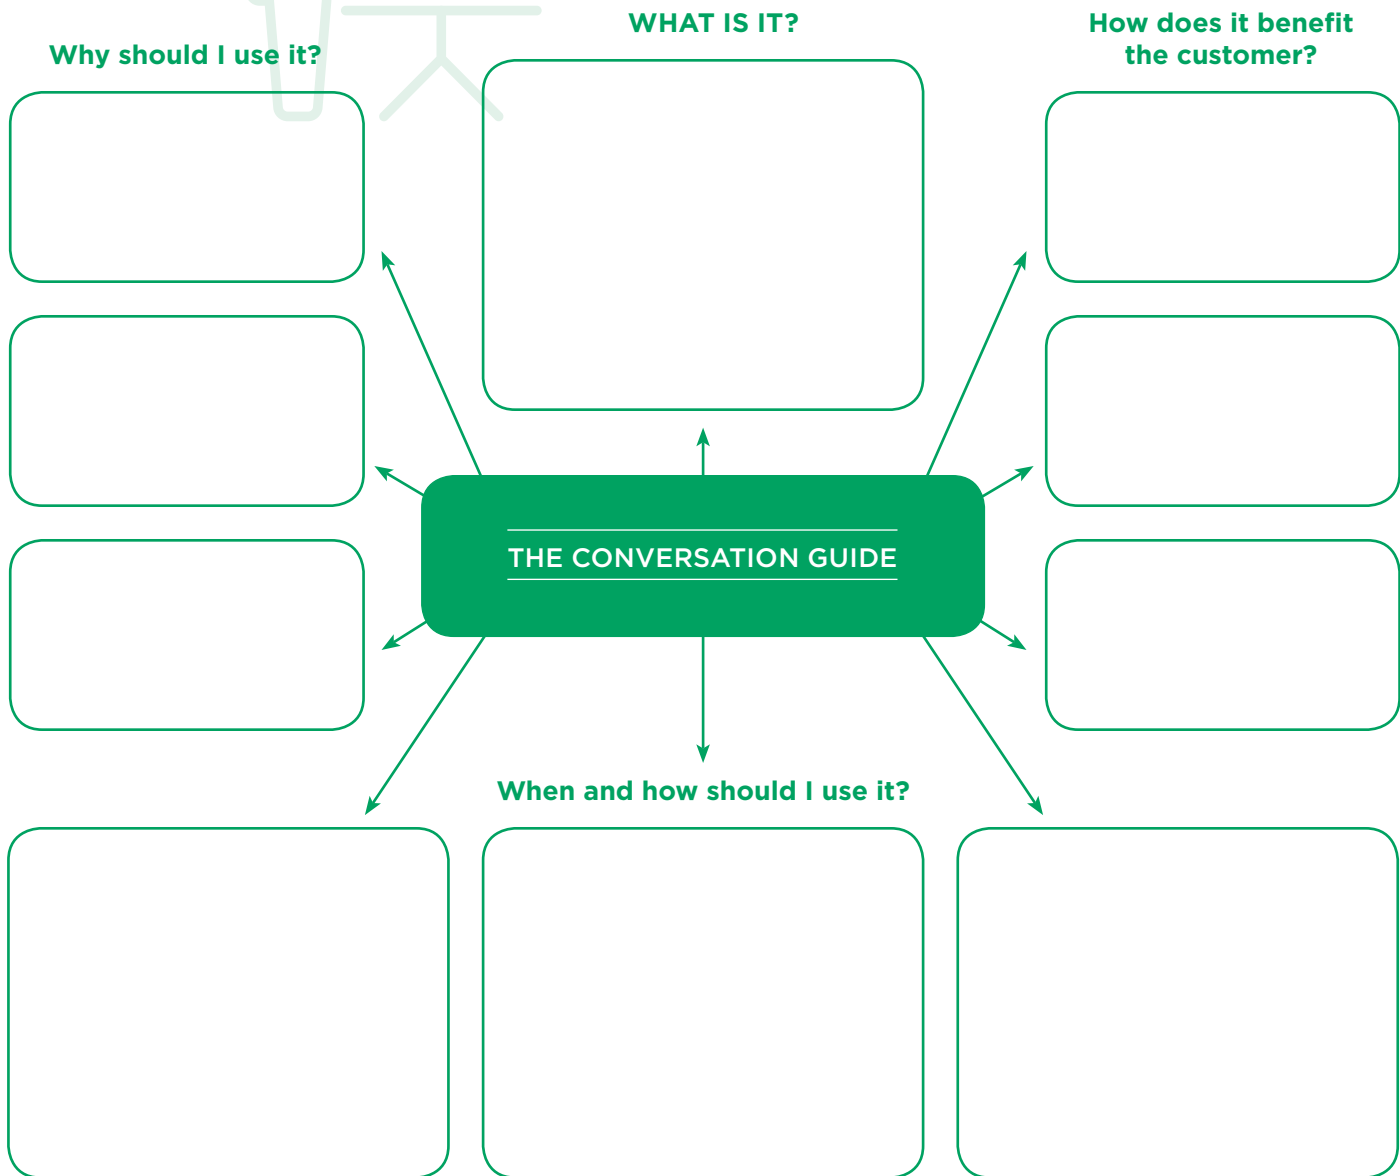 WHAT IS IT?
Why should I use it?
How does it benefit
the customer?
THE CONVERSATION GUIDE
When and how should I use it?